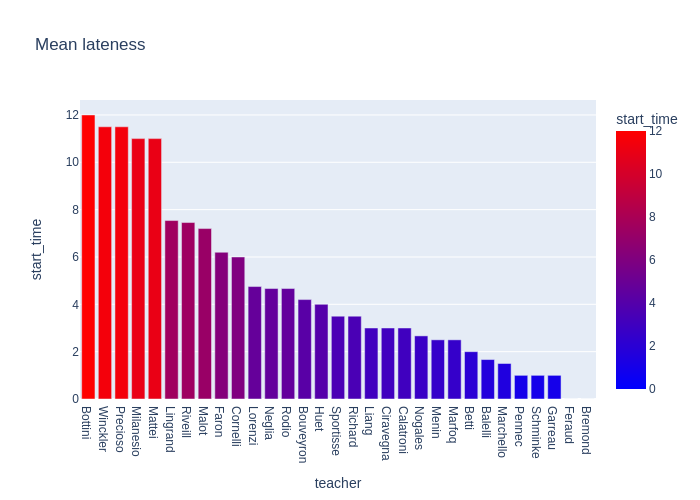 Mean lateness
start_time
12
10
8
6
4
2
0
start_time
12
10
8
6
4
2
0
Bottini
Winckler
Precioso
Milanesio
Mattei
Lingrand
Riveill
Malot
Faron
Cornelli
Lorenzi
Neglia
Rodio
Bouveyron
Huet
Sportisse
Richard
Liang
Ciravegna
Calatroni
Nogales
Menin
Marfoq
Betti
Balelli
Marchello
Pennec
Schminke
Garreau
Feraud
Bremond
teacher